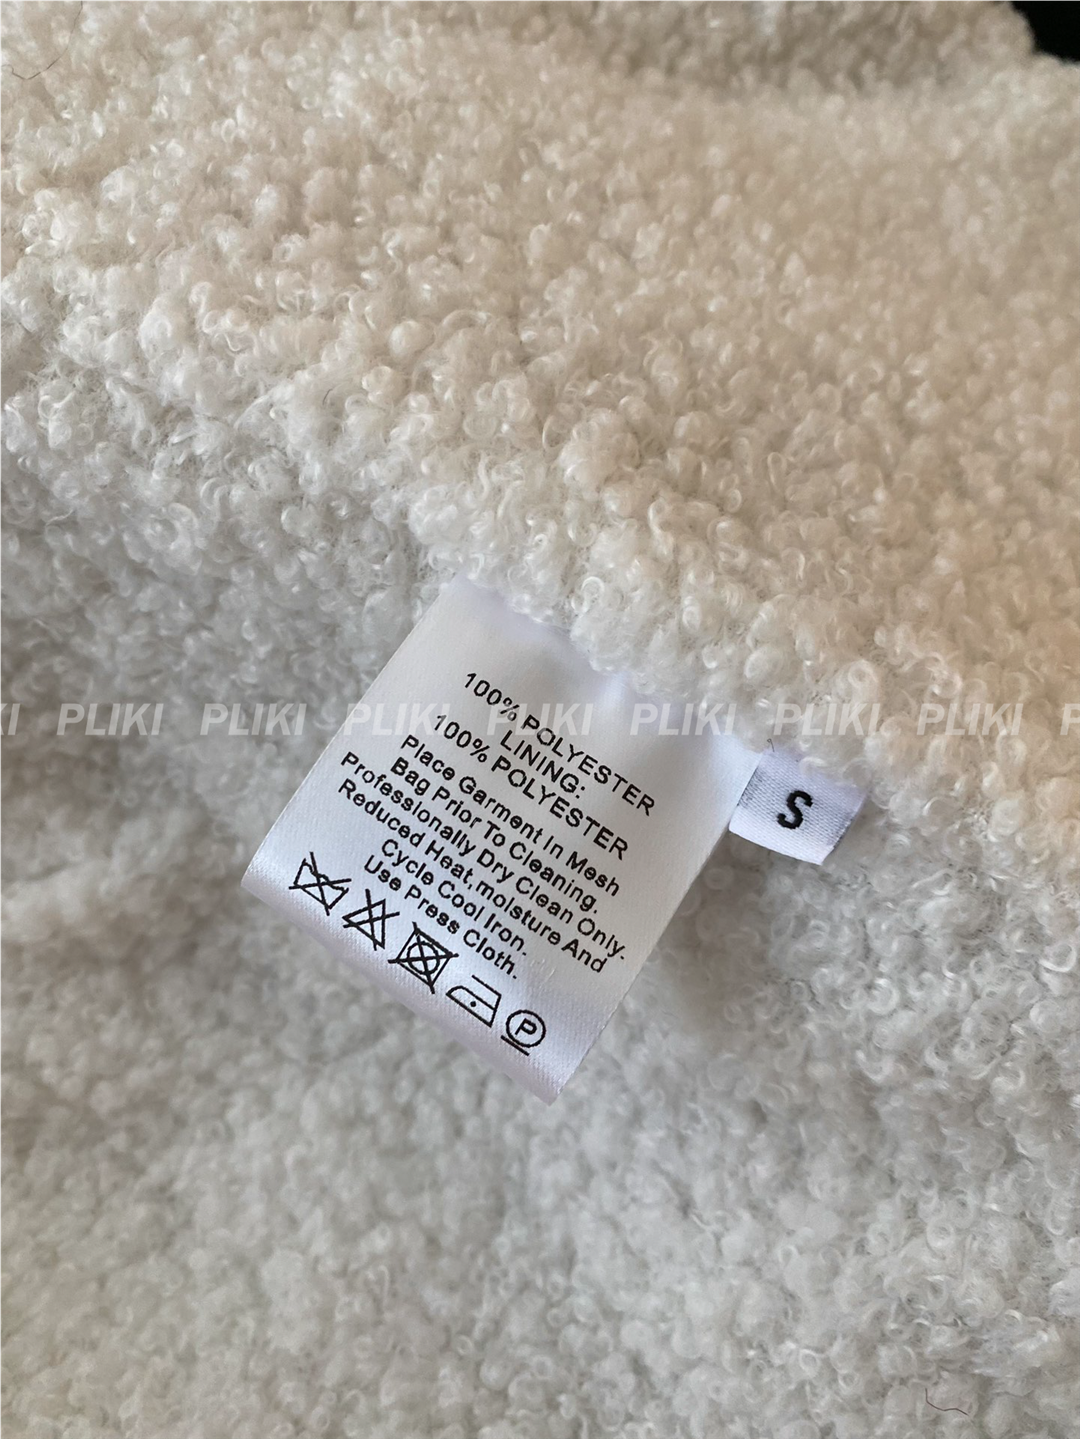 100% POLYESTER
LINING:
100% POLYESTER
Place Garment In Mesh
Bag Prior To Cleaning.
Professionally Dry Clean Only.
Reduced Heat, moisture And
Cycle Cool Iron.
Use Press Cloth.
P
S
PLIKI PLIKI PLIKI PLIKI PLIKI PLIKI PLIKI